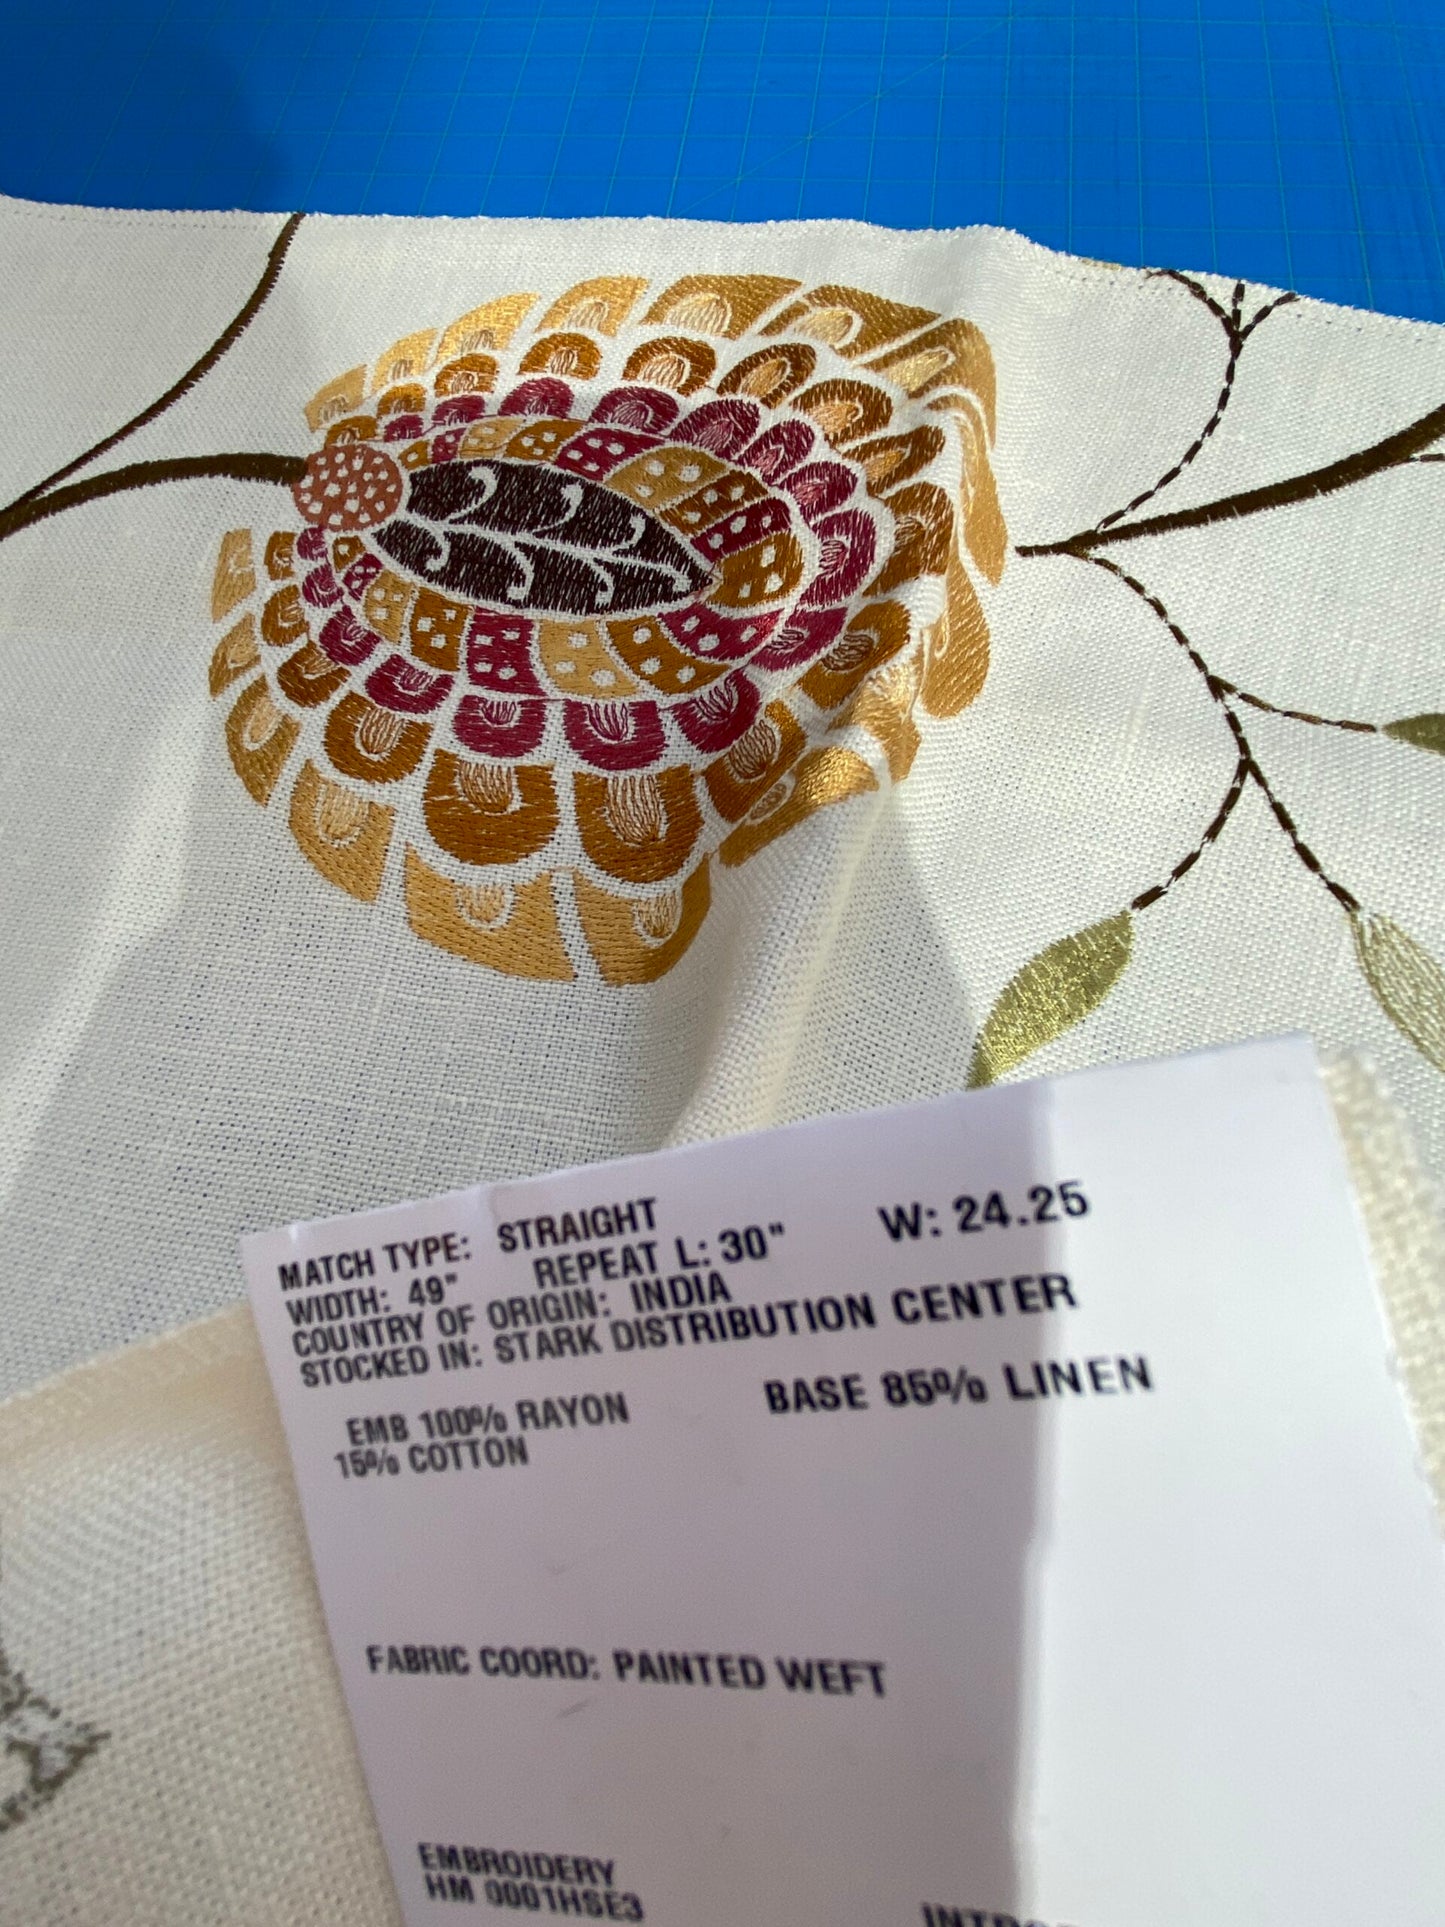 MATCH TYPE: STRAIGHT
WIDTH: 49" REPEAT L: 30" W: 24.25
COUNTRY OF ORIGIN: INDIA
STOCKED IN: STARK DISTRIBUTION CENTER
EMB 100% RAYON BASE 85% LINEN
15% COTTON
FABRIC COORD: PAINTED WEFT
EMBROIDERY
HM 0001HSE3